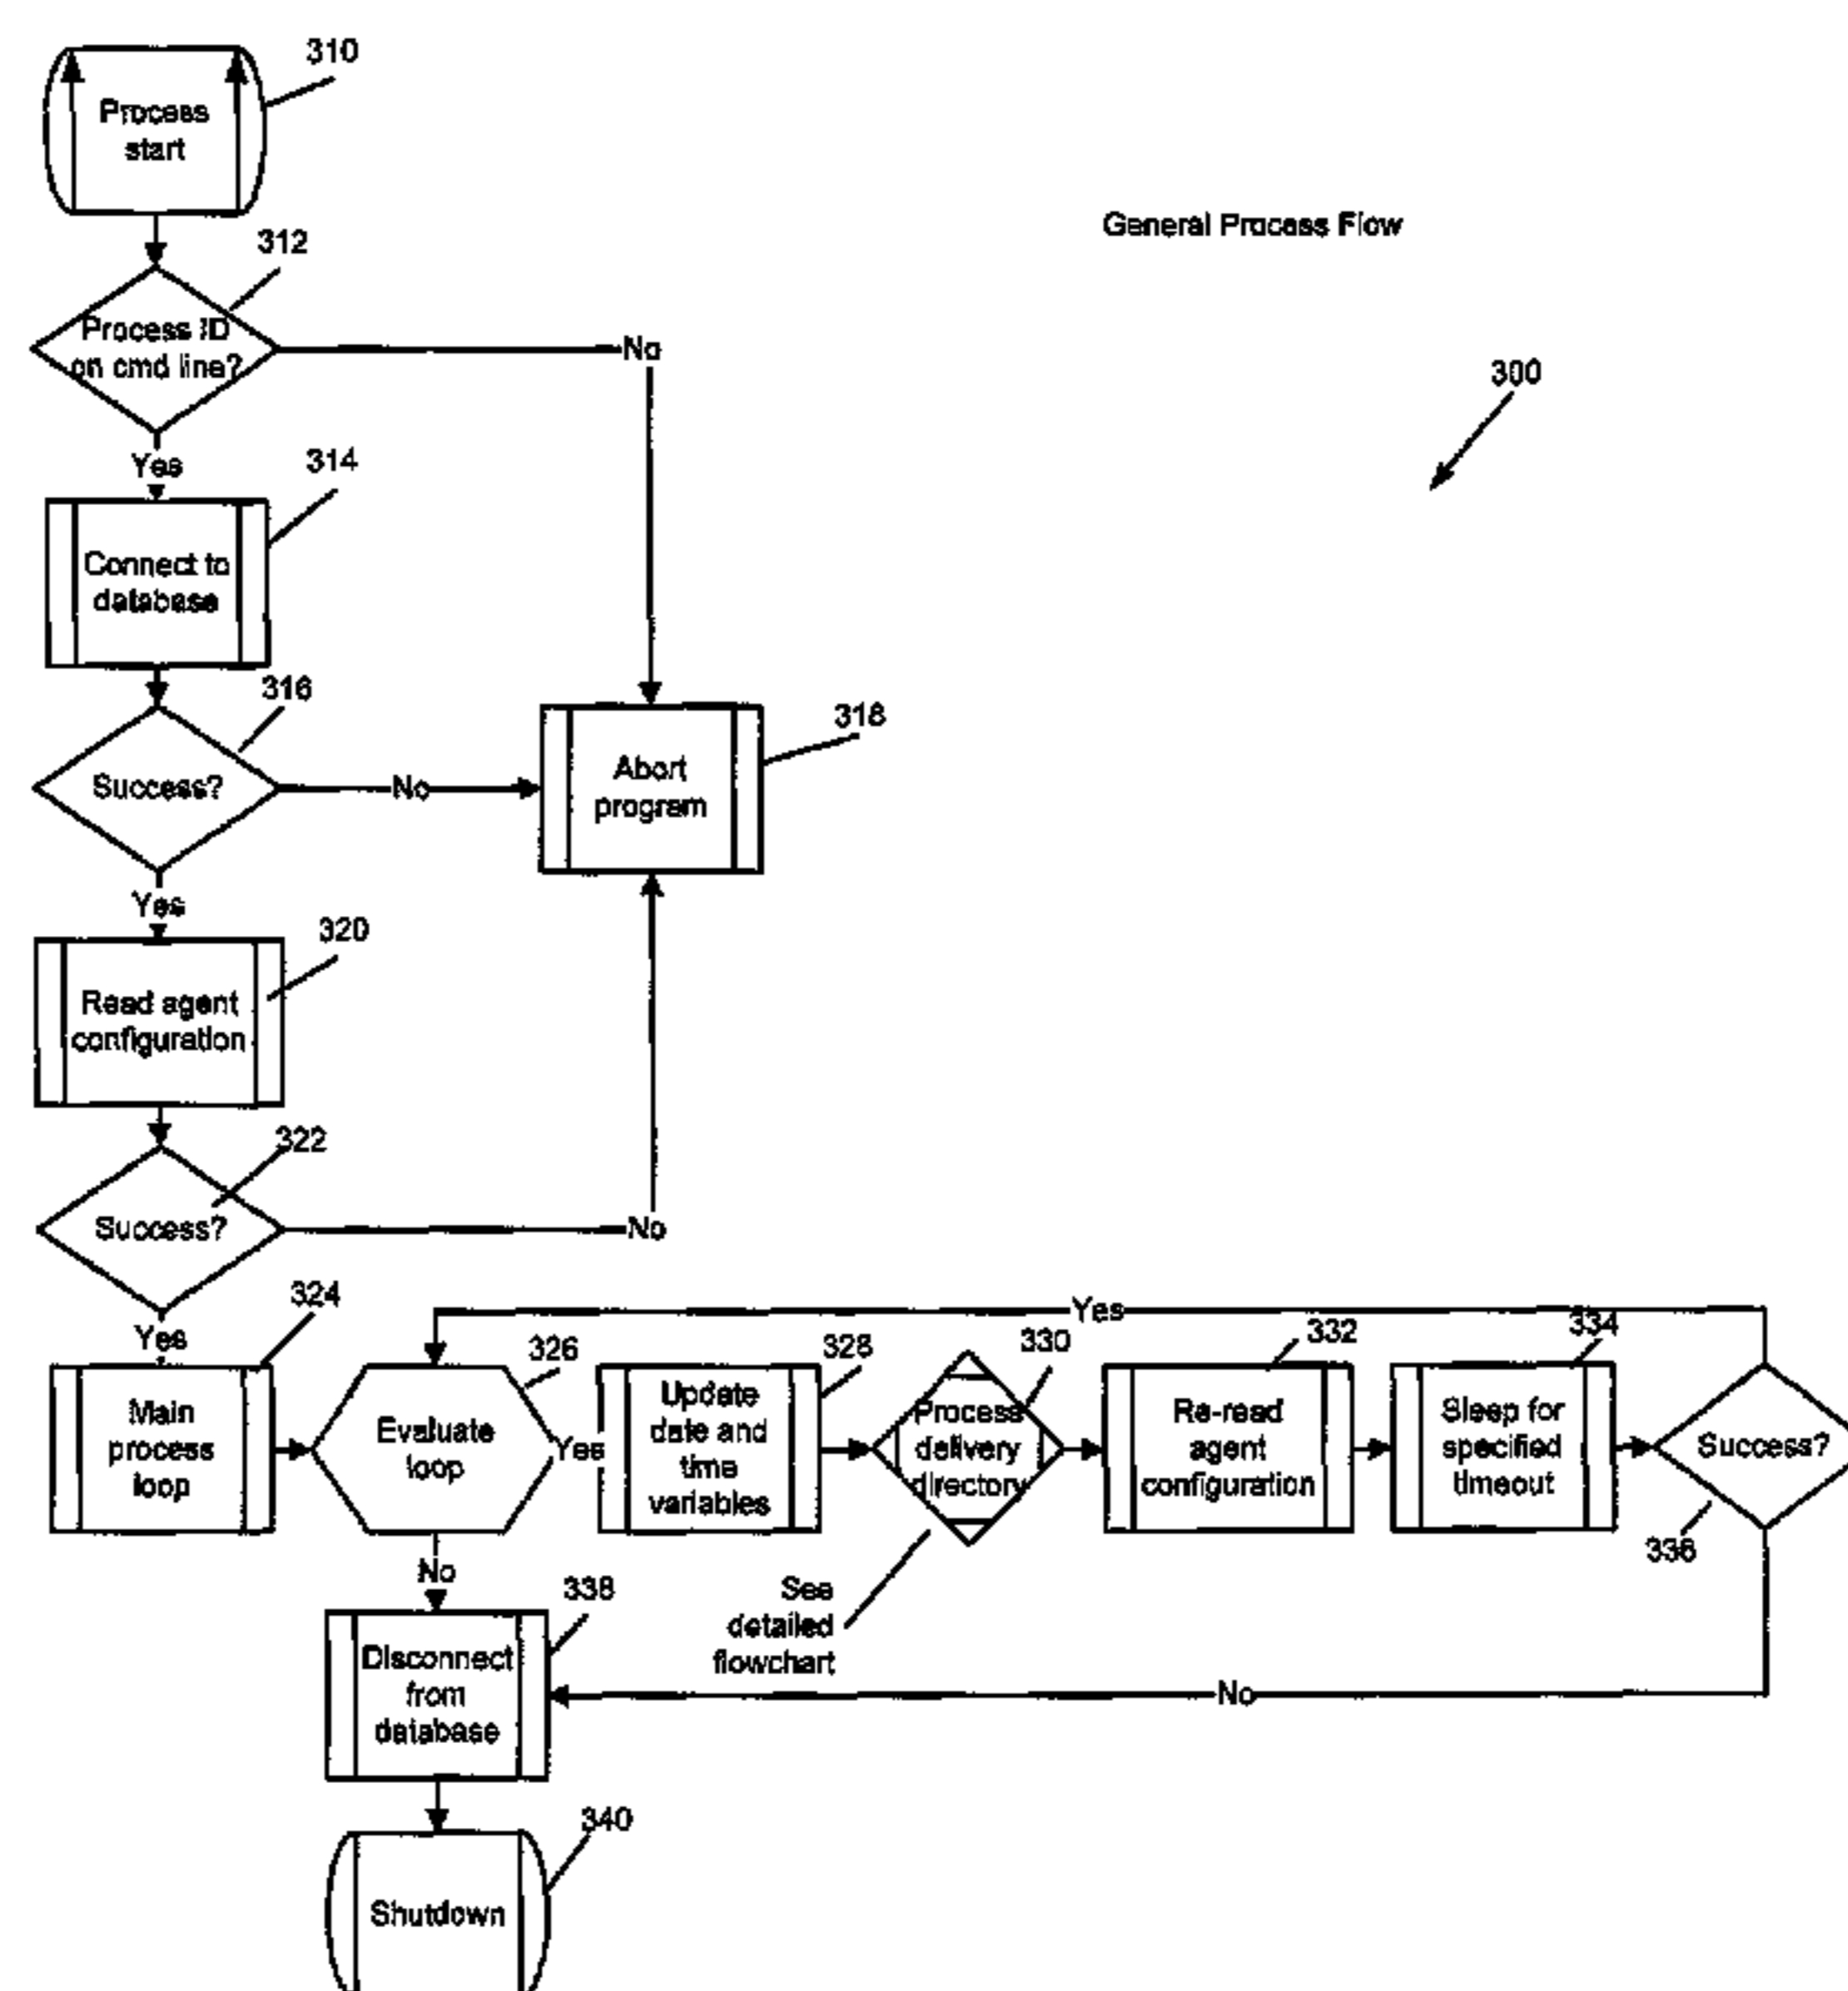 310
Process
start
General Process Flow
312
Process ID
on cmd line?
No
300
Yes
314
Connect to
database
316
Success?
No
318
Abort
program
Yes
320
Read agent
configuration
322
Success?
No
Yes
324
Main
process
loop
326
Evaluate
loop
Yes
328
Update
date and
time
variables
330
Process
delivery
directory
See
detailed
flowchart
332
Re-read
agent
configuration
334
Sleep for
specified
timeout
Success?
336
Yes
No
No
338
Disconnect
from
database
340
Shutdown